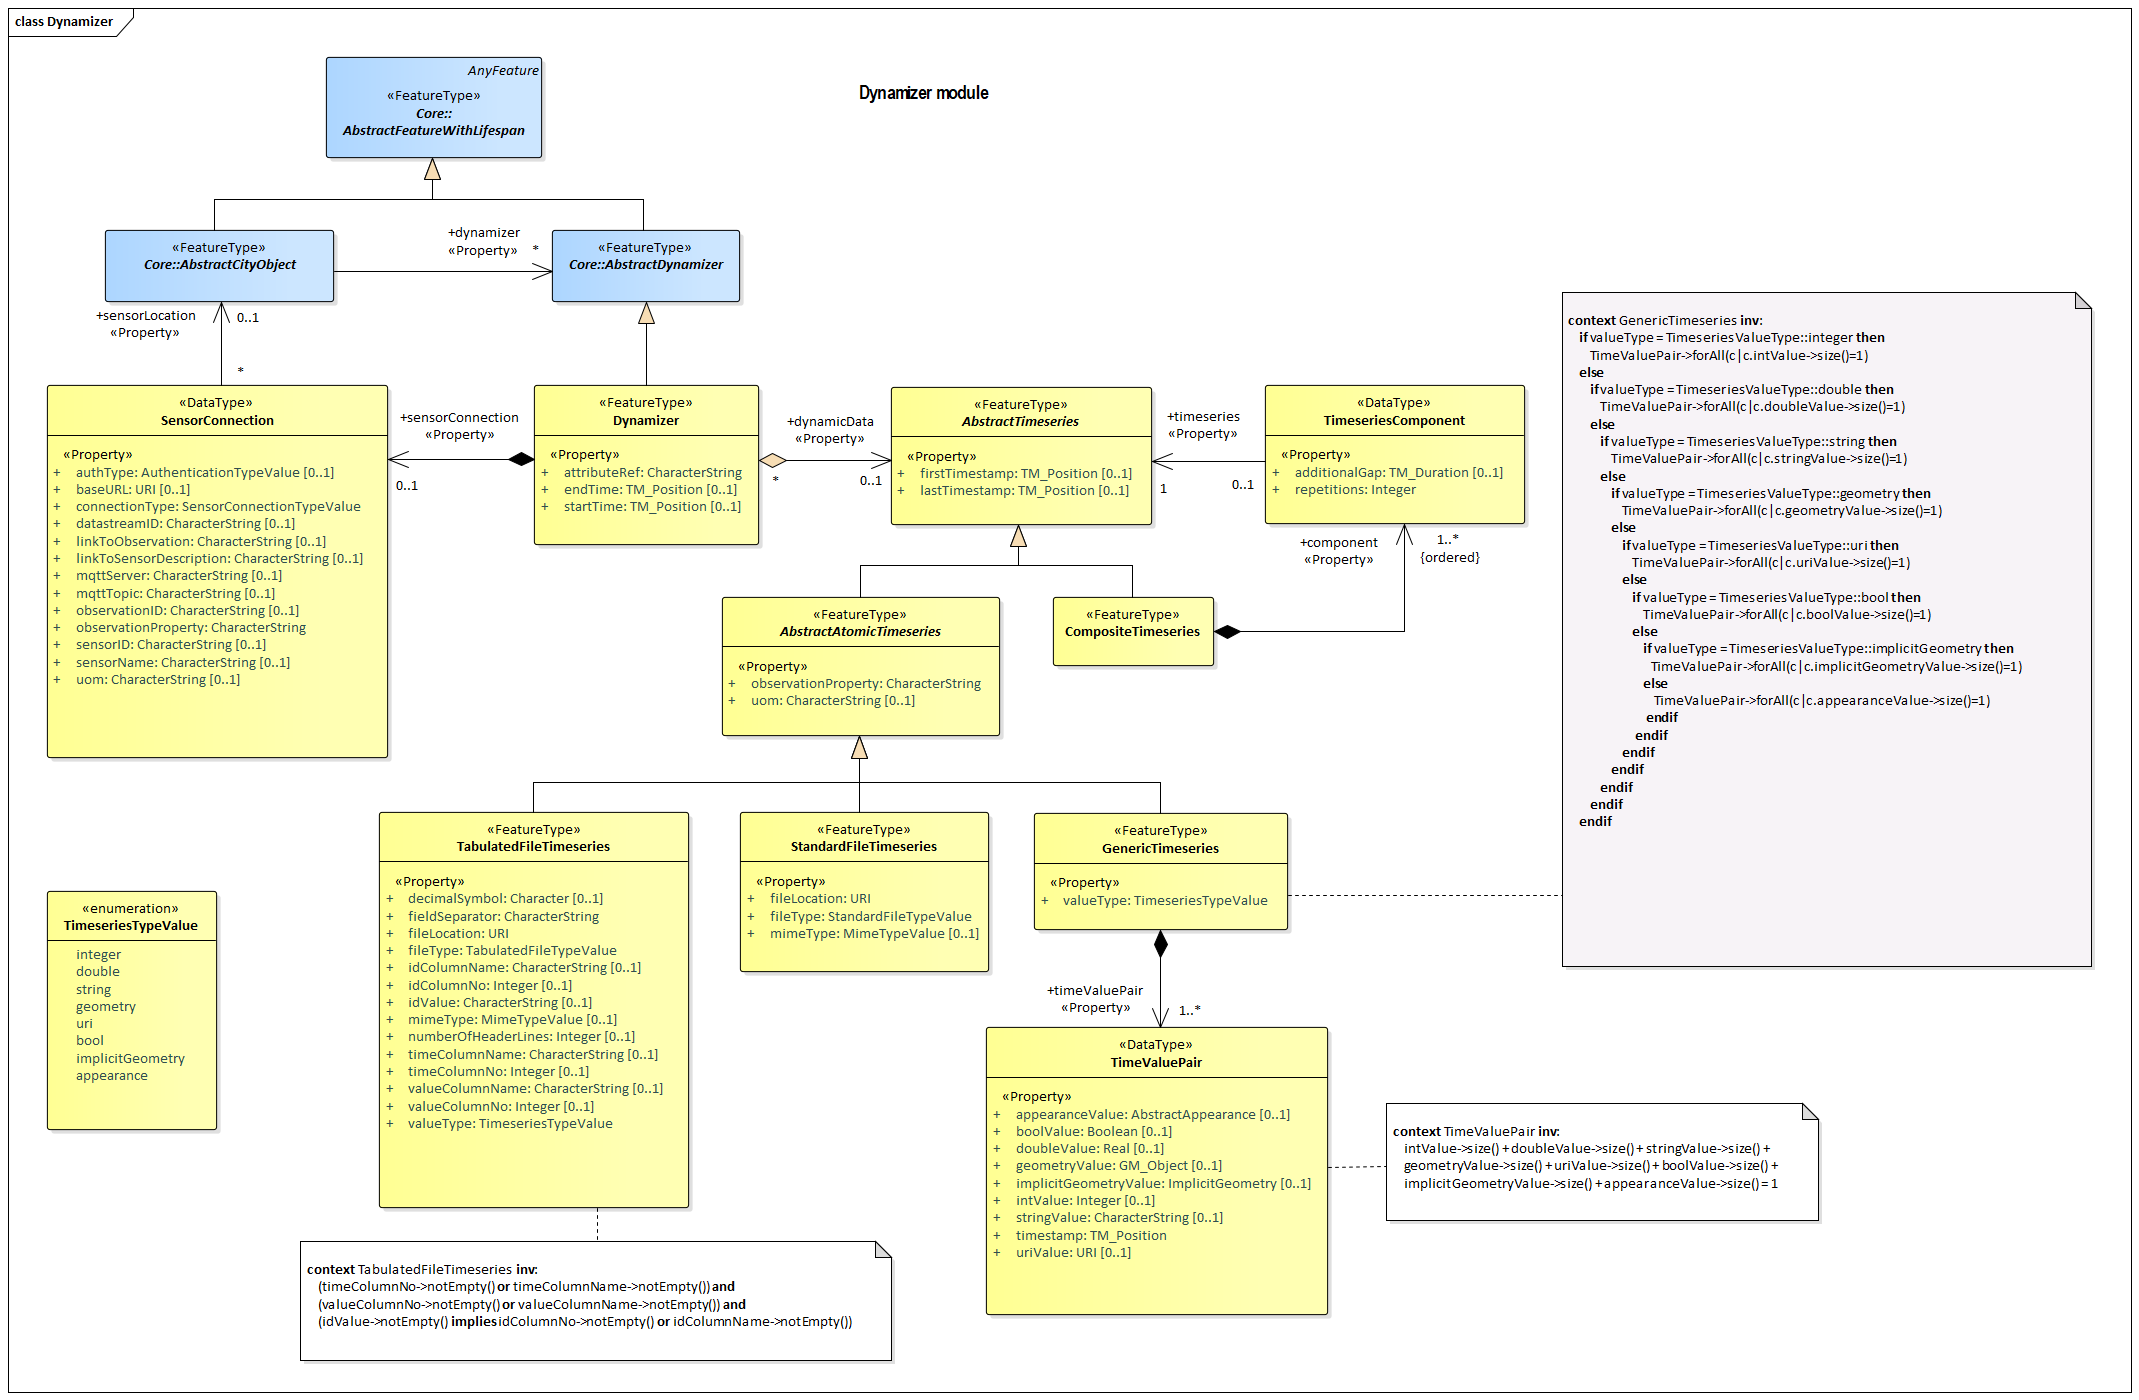 class Dynamizer
Dynamizer module
AnyFeature
«FeatureType»
Core::
AbstractFeatureWithLifespan
«FeatureType»
Core::AbstractCityObject
+dynamizer
«Property»
*
«FeatureType»
Core::AbstractDynamizer
+sensorLocation
«Property»
0..1
*
«DataType»
SensorConnection
«Property»
+ authType: AuthenticationTypeValue [0..1]
+ baseURL: URI [0..1]
+ connectionType: SensorConnectionTypeValue
+ datastreamID: CharacterString [0..1]
+ linkToObservation: CharacterString [0..1]
+ linkToSensorDescription: CharacterString [0..1]
+ mqttServer: CharacterString [0..1]
+ mqttTopic: CharacterString [0..1]
+ observationID: CharacterString [0..1]
+ observationProperty: CharacterString
+ sensorID: CharacterString [0..1]
+ sensorName: CharacterString [0..1]
+ uom: CharacterString [0..1]
+sensorConnection
«Property»
0..1
«FeatureType»
Dynamizer
«Property»
+ attributeRef: CharacterString
+ endTime: TM_Position [0..1]
+ startTime: TM_Position [0..1]
+dynamicData
«Property»
*
0..1
«FeatureType»
AbstractTimeseries
«Property»
+ firstTimestamp: TM_Position [0..1]
+ lastTimestamp: TM_Position [0..1]
+timeseries
«Property»
1
0..1
«DataType»
TimeseriesComponent
«Property»
+ additionalGap: TM_Duration [0..1]
+ repetitions: Integer
+component
«Property»
1..*
{ordered}
«FeatureType»
AbstractAtomicTimeseries
«Property»
+ observationProperty: CharacterString
+ uom: CharacterString [0..1]
«FeatureType»
CompositeTimeseries
context GenericTimeseries inv:
if valueType = TimeseriesValueType::integer then
TimeValuePair->forAll(c|c.intValue->size()=1)
else
if valueType = TimeseriesValueType::double then
TimeValuePair->forAll(c|c.doubleValue->size()=1)
else
if valueType = TimeseriesValueType::string then
TimeValuePair->forAll(c|c.stringValue->size()=1)
else
if valueType = TimeseriesValueType::geometry then
TimeValuePair->forAll(c|c.geometryValue->size()=1)
else
if valueType = TimeseriesValueType::uri then
TimeValuePair->forAll(c|c.uriValue->size()=1)
else
if valueType = TimeseriesValueType::bool then
TimeValuePair->forAll(c|c.boolValue->size()=1)
else
if valueType = TimeseriesValueType::implicitGeometry then
TimeValuePair->forAll(c|c.implicitGeometryValue->size()=1)
else
TimeValuePair->forAll(c|c.appearanceValue->size()=1)
endif
endif
endif
endif
endif
endif
endif
«enumeration»
TimeseriesTypeValue
integer
double
string
geometry
uri
bool
implicitGeometry
appearance
«FeatureType»
TabulatedFileTimeseries
«Property»
+ decimalSymbol: Character [0..1]
+ fieldSeparator: CharacterString
+ fileLocation: URI
+ fileType: TabulatedFileTypeValue
+ idColumnName: CharacterString [0..1]
+ idColumnNo: Integer [0..1]
+ idValue: CharacterString [0..1]
+ mimeType: MimeTypeValue [0..1]
+ numberOfHeaderLines: Integer [0..1]
+ timeColumnName: CharacterString [0..1]
+ timeColumnNo: Integer [0..1]
+ valueColumnName: CharacterString [0..1]
+ valueColumnNo: Integer [0..1]
+ valueType: TimeseriesTypeValue
«FeatureType»
StandardFileTimeseries
«Property»
+ fileLocation: URI
+ fileType: StandardFileTypeValue
+ mimeType: MimeTypeValue [0..1]
«FeatureType»
GenericTimeseries
«Property»
+ valueType: TimeseriesTypeValue
+timeValuePair
«Property»
1..*
«DataType»
TimeValuePair
«Property»
+ appearanceValue: AbstractAppearance [0..1]
+ boolValue: Boolean [0..1]
+ doubleValue: Real [0..1]
+ geometryValue: GM_Object [0..1]
+ implicitGeometryValue: ImplicitGeometry [0..1]
+ intValue: Integer [0..1]
+ stringValue: CharacterString [0..1]
+ timestamp: TM_Position
+ uriValue: URI [0..1]
context TimeValuePair inv:
intValue->size() + doubleValue->size() + stringValue->size() +
geometryValue->size() + uriValue->size() + boolValue->size() +
implicitGeometryValue->size() + appearanceValue->size() = 1
context TabulatedFileTimeseries inv:
(timeColumnNo->notEmpty() or timeColumnName->notEmpty()) and
(valueColumnNo->notEmpty() or valueColumnName->notEmpty()) and
(idValue->notEmpty() implies idColumnNo->notEmpty() or idColumnName->notEmpty())